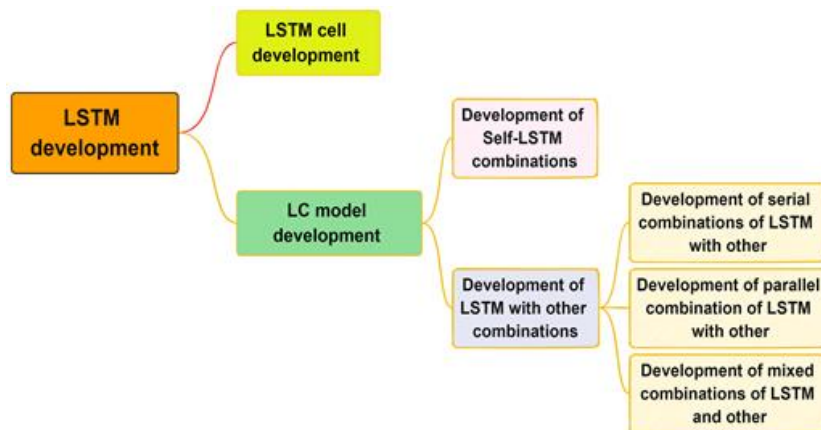 LSTM cell
development
LSTM
development
Development of
Self-LSTM
combinations
LC model
development
Development of serial
combinations of LSTM
with other
Development of
LSTM with other
combinations
Development of parallel
combination of LSTM
with other
Development of mixed
combinations of LSTM
and other